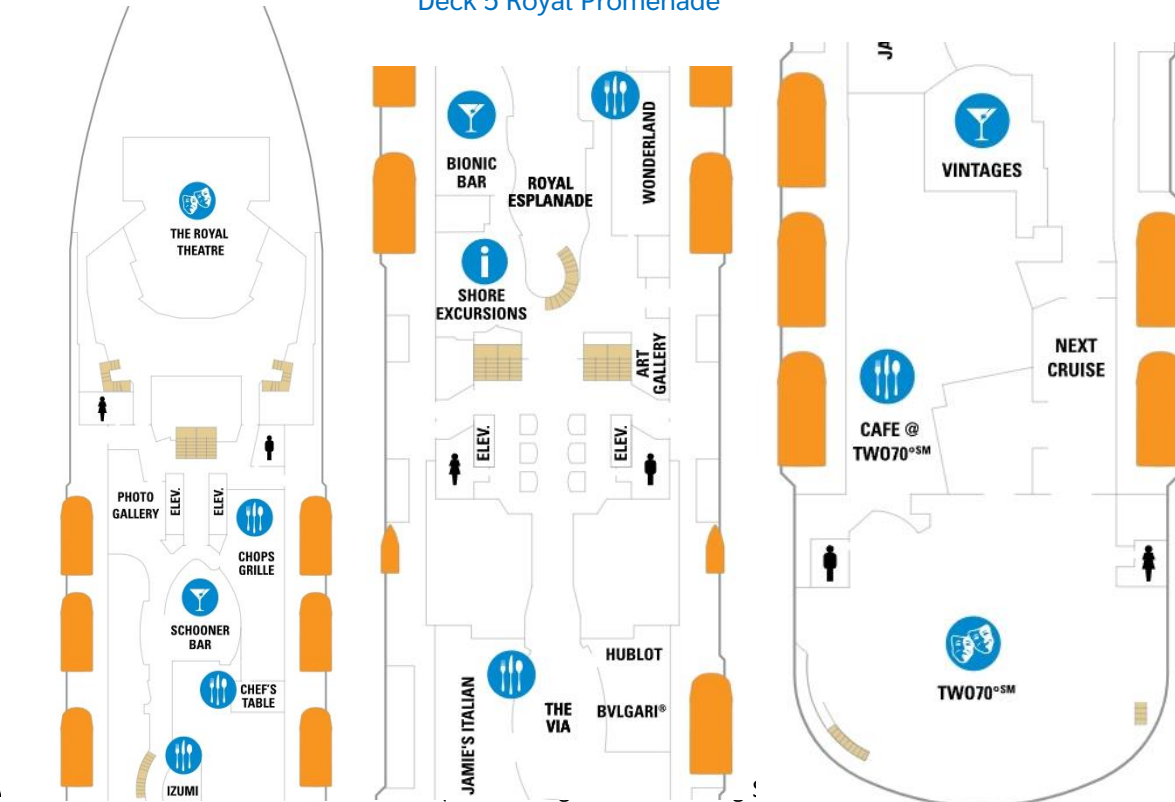 Deck 5 Royal Promenade
THE ROYAL
THEATRE
PHOTO
GALLERY
ELEV.
ELEV.
CHOPS
GRILLE
SCHOONER
BAR
CHEF'S
TABLE
IZUMI
BIONIC
BAR
ROYAL
ESPLANADE
WONDERLAND
SHORE
EXCURSIONS
ART
GALLERY
ELEV.
ELEV.
JAMIE'S ITALIAN
THE
VIA
HUBLOT
BVLGARI®
JA
VINTAGES
NEXT
CRUISE
CAFE @
TWO70°SM
TWO70°SM